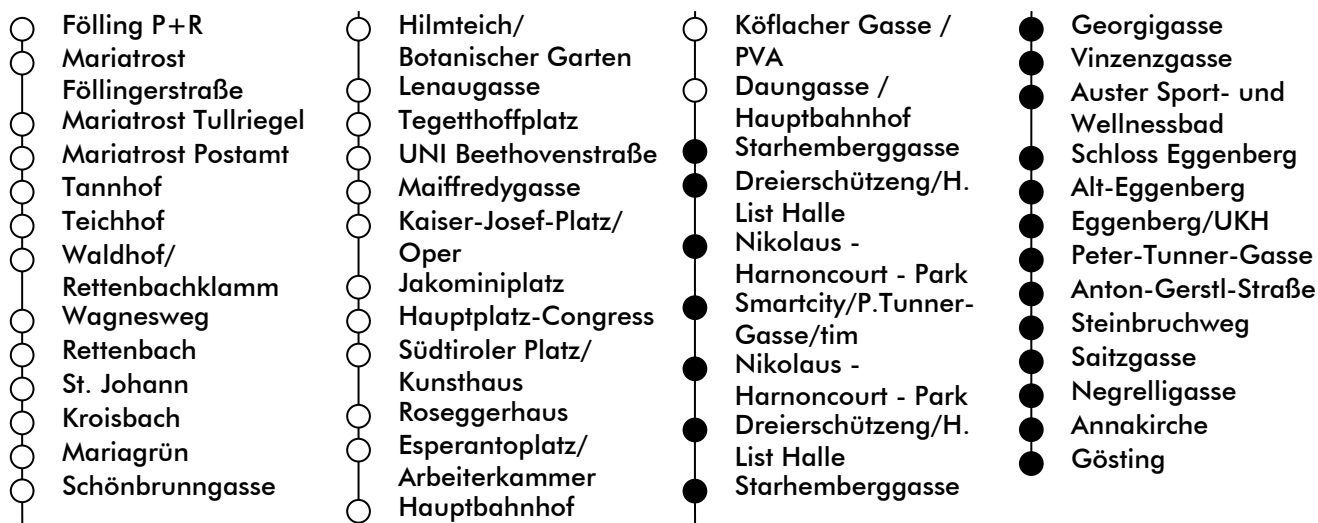 Fölling P+R
Mariatrost
Föllingerstraße
Mariatrost Tullriegel
Mariatrost Postamt
Tannhof
Teichhof
Waldhof/
Rettenbachklamm
Wagnesweg
Rettenbach
St. Johann
Kroisbach
Mariagrün
Schönbrunngasse
Hilmteich/
Botanischer Garten
Lenaugasse
Tegetthoffplatz
UNI Beethovenstraße
Maiffredygasse
Kaiser-Josef-Platz/
Oper
Jakominiplatz
Hauptplatz-Congress
Südtiroler Platz/
Kunsthaus
Roseggerhaus
Esperantoplatz/
Arbeiterkammer
Hauptbahnhof
Köflacher Gasse /
PVA
Daungasse /
Hauptbahnhof
Starhemberggasse
Dreierschützeng/H.
List Halle
Nikolaus -
Harnoncourt - Park
Smartcity/P.Tunner-
Gasse/tim
Nikolaus -
Harnoncourt - Park
Dreierschützeng/H.
List Halle
Starhemberggasse
Georgigasse
Vinzenzgasse
Auster Sport- und
Wellnessbad
Schloss Eggenberg
Alt-Eggenberg
Eggenberg/UKH
Peter-Tunner-Gasse
Anton-Gerstl-Straße
Steinbruchweg
Saitzgasse
Negrelligasse
Annakirche
Gösting